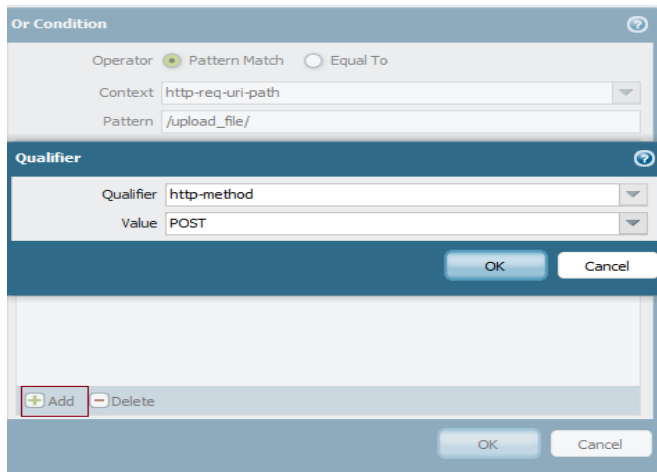 Or Condition
Operator Pattern Match Equal To
Context http-req-uri-path
Pattern /upload_file/
Qualifier
Qualifier http-method
Value POST
OK Cancel
Add Delete
OK Cancel